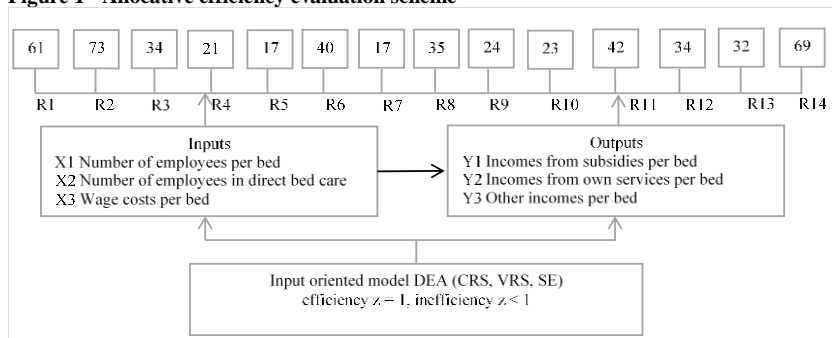 Figure 1 Allocative efficiency evaluation scheme
61 73 34 21 17 40 17 35 24 23 42 34 32 69
R1 R2 R3 R4 R5 R6 R7 R8 R9 R10 R11 R12 R13 R14
Inputs
X1 Number of employees per bed
X2 Number of employees in direct bed care
X3 Wage costs per bed
Outputs
Y1 Incomes from subsidies per bed
Y2 Incomes from own services per bed
Y3 Other incomes per bed
Input oriented model DEA (CRS, VRS, SE)
efficiency z = 1, inefficiency z < 1